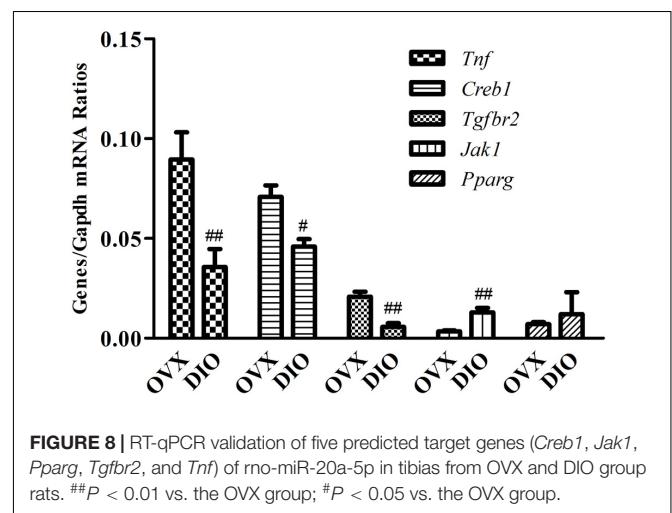 0.15
0.10
0.05
0.00
Genes/Gapdh mRNA Ratios
Tnf
Creb1
Tgfbr2
Jak1
Pparg
##
#
##
##
OVX DIO OVX DIO OVX DIO OVX DIO OVX DIO
FIGURE 8 | RT-qPCR validation of five predicted target genes (Creb1, Jak1,
Pparg, Tgfbr2, and Tnf) of rno-miR-20a-5p in tibias from OVX and DIO group
rats. ##P < 0.01 vs. the OVX group; #P < 0.05 vs. the OVX group.